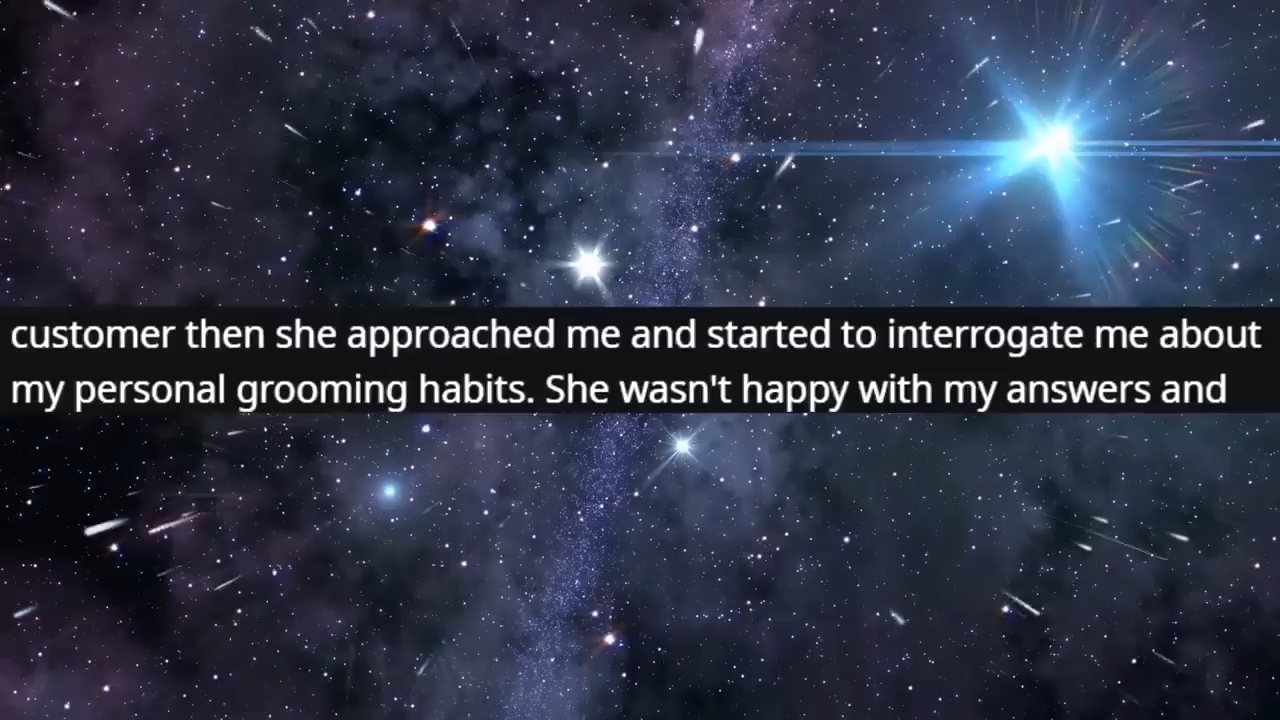 customer then she approached me and started to interrogate me about
my personal grooming habits. She wasn't happy with my answers and